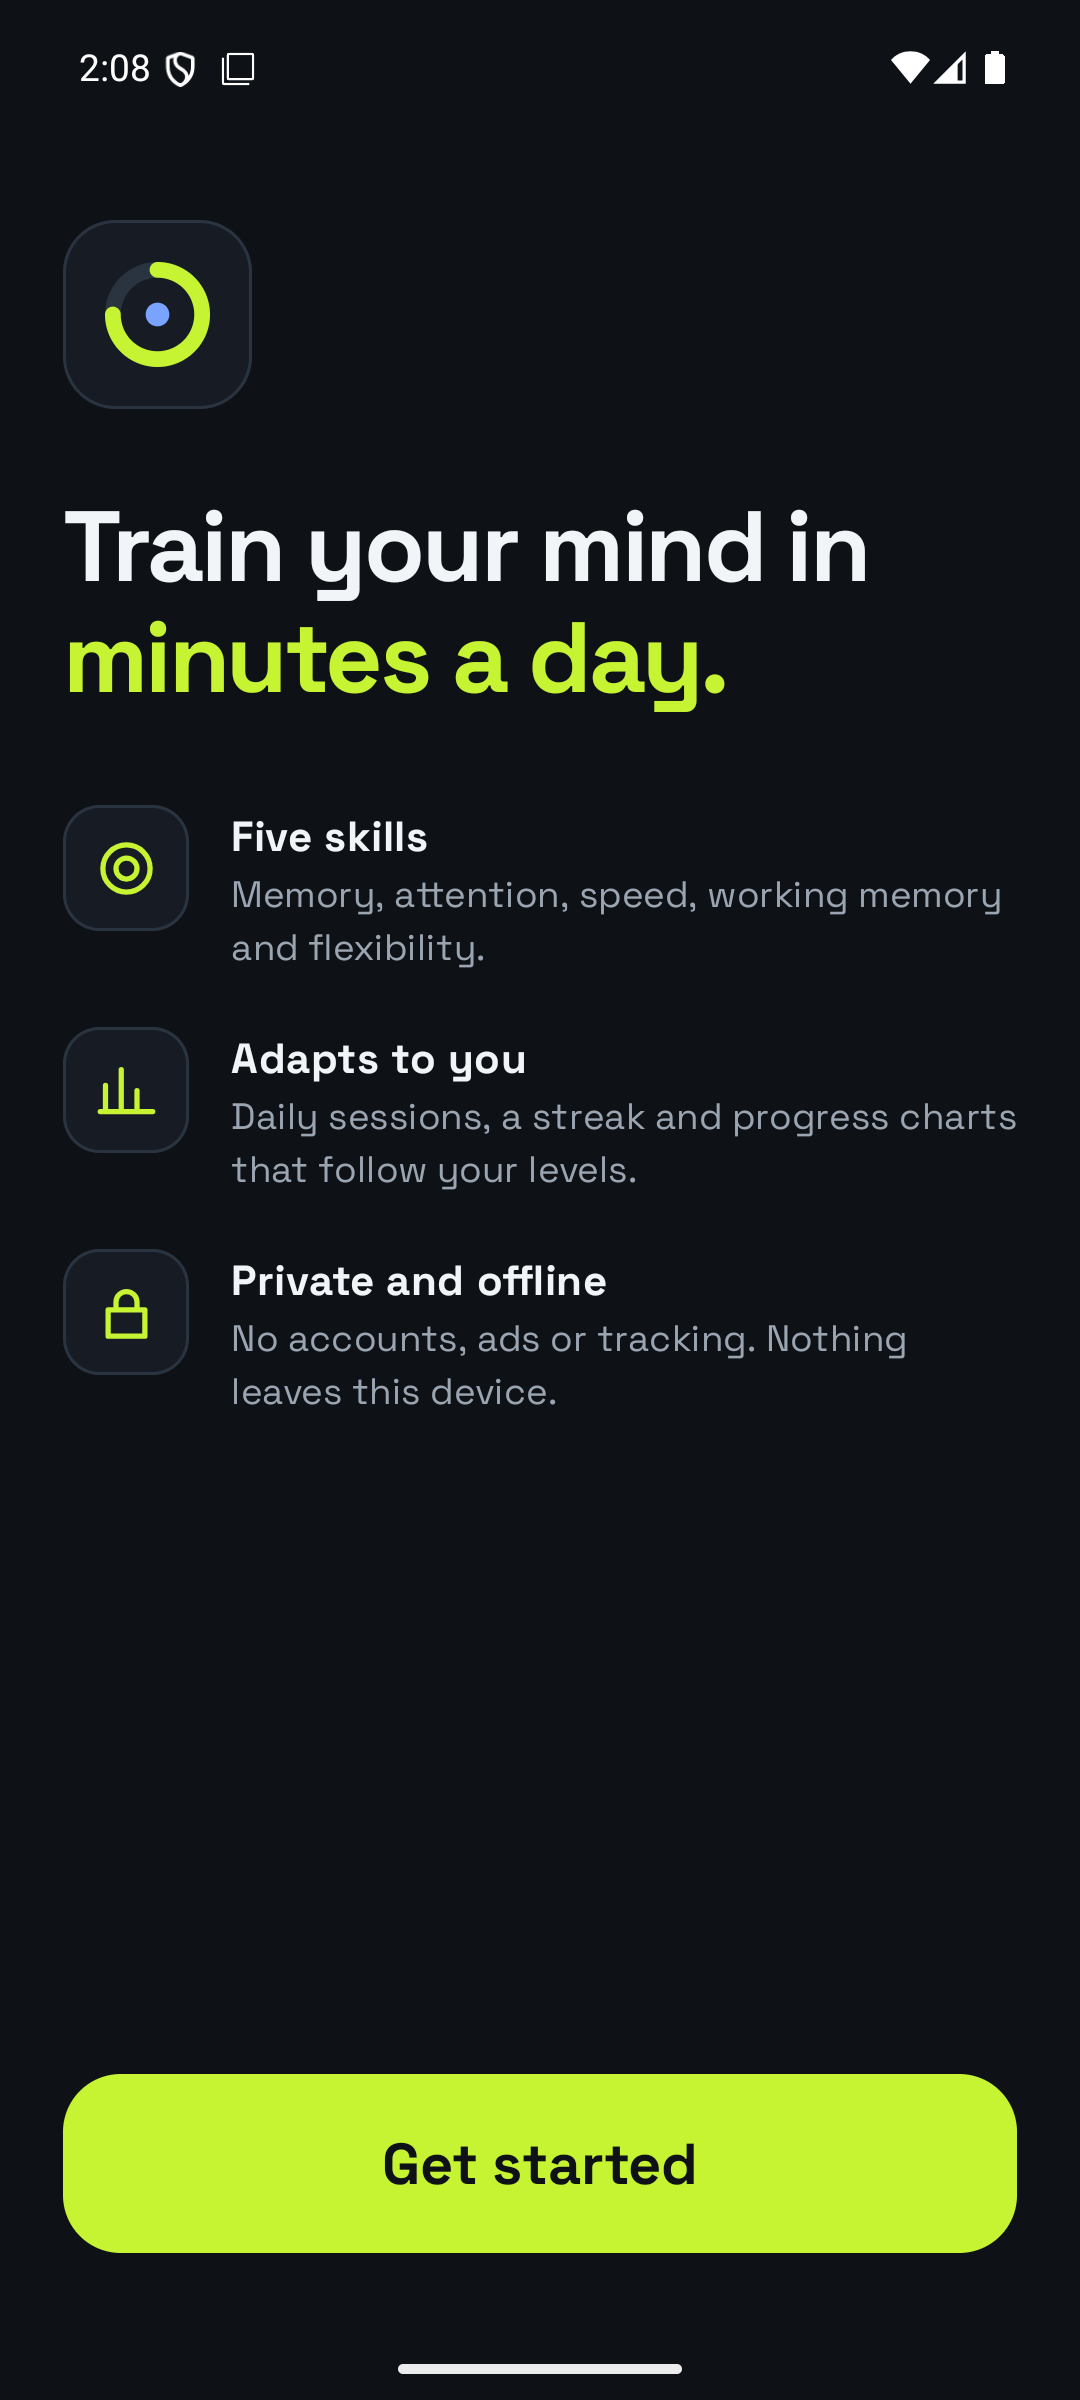 2:08
Train your mind in
minutes a day.
Five skills
Memory, attention, speed, working memory
and flexibility.
Adapts to you
Daily sessions, a streak and progress charts
that follow your levels.
Private and offline
No accounts, ads or tracking. Nothing
leaves this device.
Get started